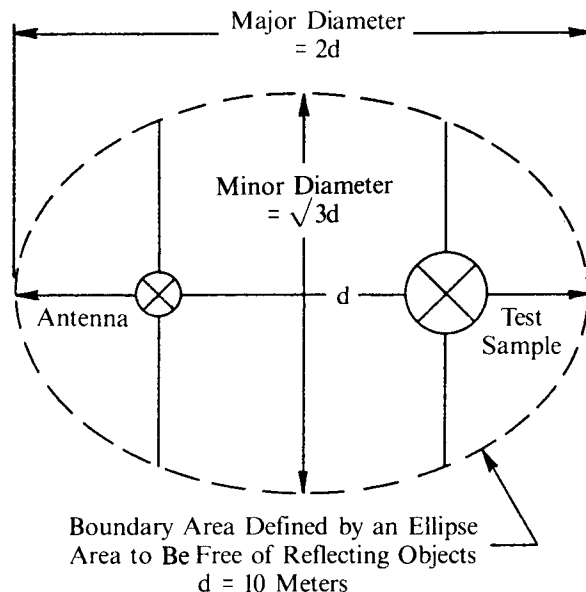 Major Diameter
= 2d
Minor Diameter
= √3d
d
Antenna
Test
Sample
Boundary Area Defined by an Ellipse
Area to Be Free of Reflecting Objects
d = 10 Meters